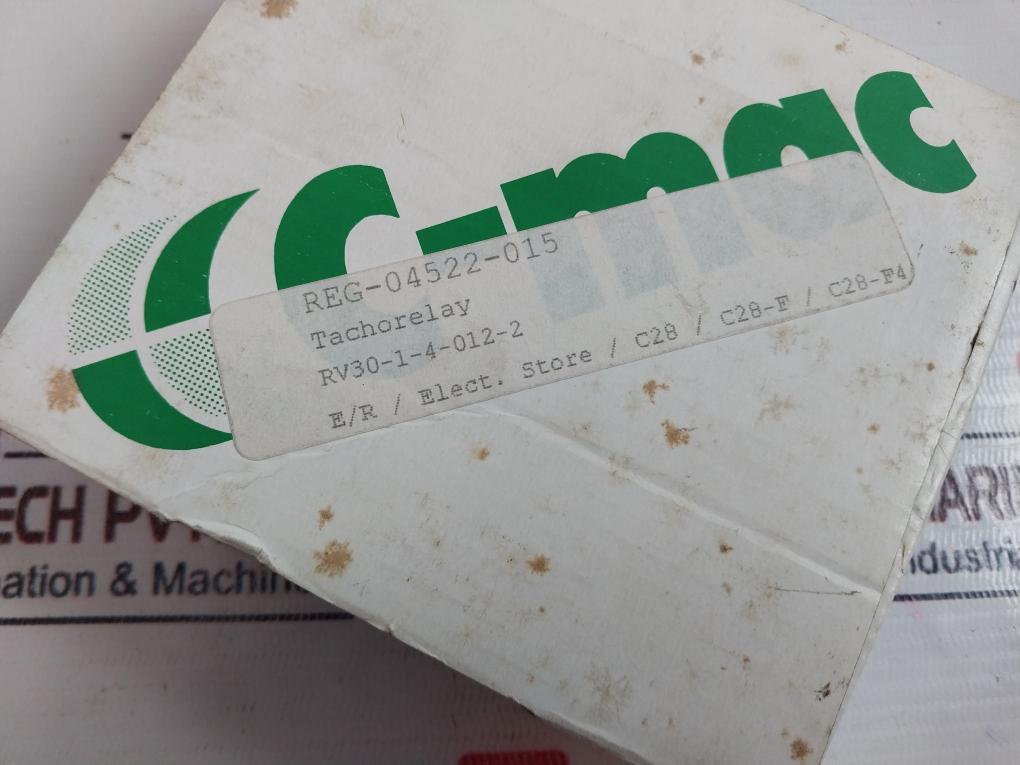 C-mac
REG-04522-015
Tachorelay
RV30-1-4-012-2
E/R / Elect. Store / C28 / C28-F / C28-F4
ECH PV
ation & Machin
ndustri